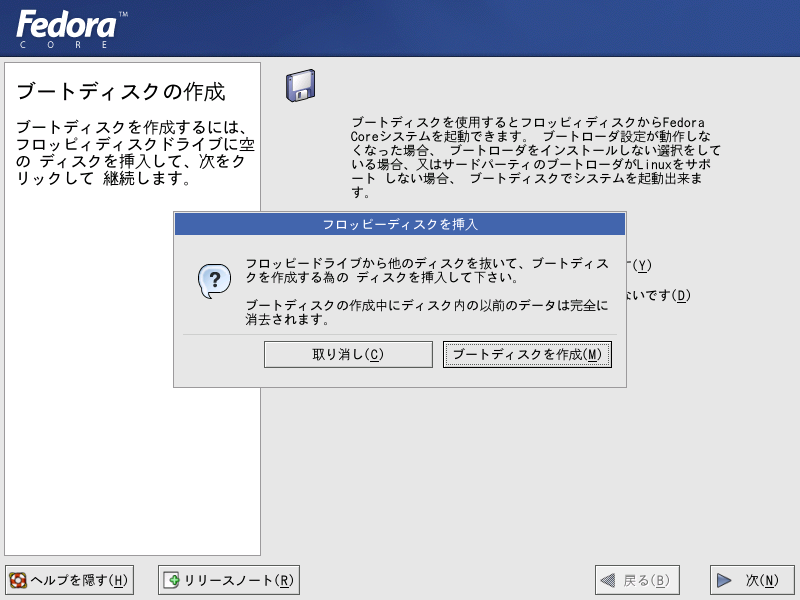 Fedora™
CORE
ブートディスクの作成
ブートディスクを作成するには、
フロッピィディスクドライブに空
の ディスクを挿入して、次をク
リックして 継続します。
ブートディスクを使用するとフロッピィディスクからFedora
Coreシステムを起動できます。 ブートローダ設定が動作しな
くなった場合、 ブートローダをインストールしない選択をして
いる場合、又はサードパーティのブートローダがLinuxをサポ
ート しない場合、 ブートディスクでシステムを起動出来ま
す。
フロッピーディスクを挿入
フロッピードライブから他のディスクを抜いて、ブートディス
クを作成する為の ディスクを挿入して下さい。
ブートディスクの作成中にディスク内の以前のデータは完全に
消去されます。
す(Y)
ないです(D)
取り消し(C)
ブートディスクを作成(M)
ヘルプを隠す(H)
リリースノート(R)
戻る(B)
次(N)